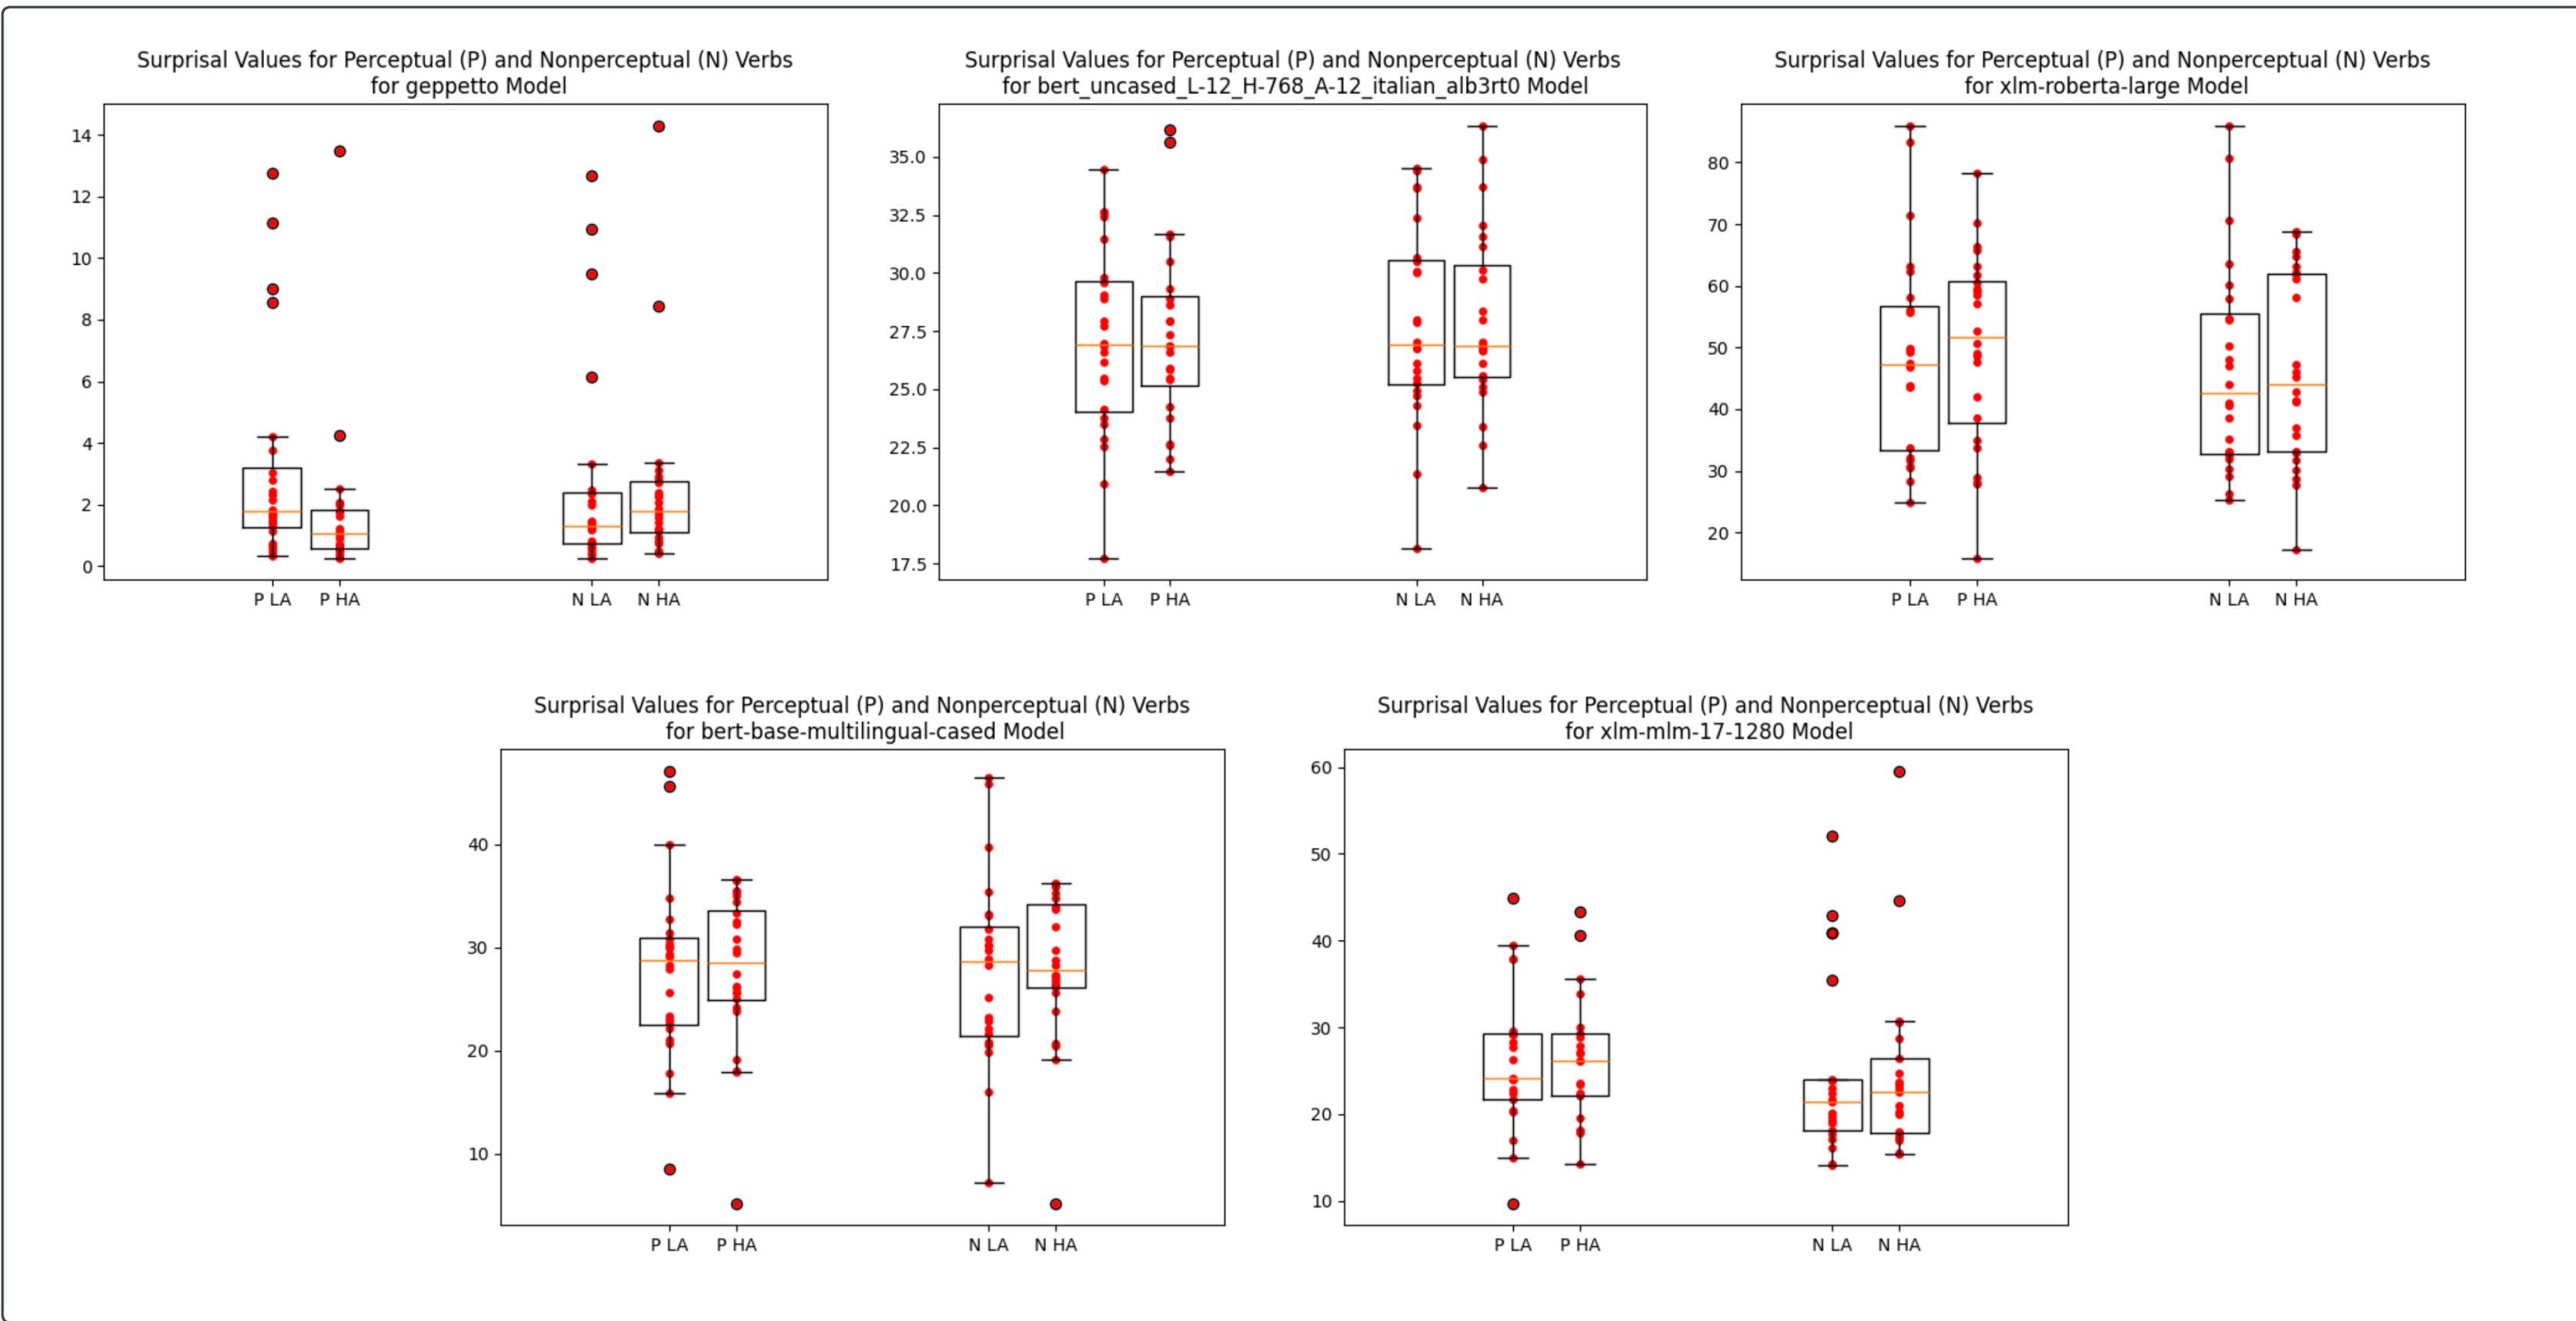 Surprisal Values for Perceptual (P) and Nonperceptual (N) Verbs
for geppetto Model
14
12
10
8
6
4
2
0
P LA P HA N LA N HA
Surprisal Values for Perceptual (P) and Nonperceptual (N) Verbs
for bert_uncased_L-12_H-768_A-12_italian_alb3rt0 Model
35.0
32.5
30.0
27.5
25.0
22.5
20.0
17.5
P LA P HA N LA N HA
Surprisal Values for Perceptual (P) and Nonperceptual (N) Verbs
for xlm-roberta-large Model
80
70
60
50
40
30
20
P LA P HA N LA N HA
Surprisal Values for Perceptual (P) and Nonperceptual (N) Verbs
for bert-base-multilingual-cased Model
40
30
20
10
P LA P HA N LA N HA
Surprisal Values for Perceptual (P) and Nonperceptual (N) Verbs
for xlm-mlm-17-1280 Model
60
50
40
30
20
10
P LA P HA N LA N HA